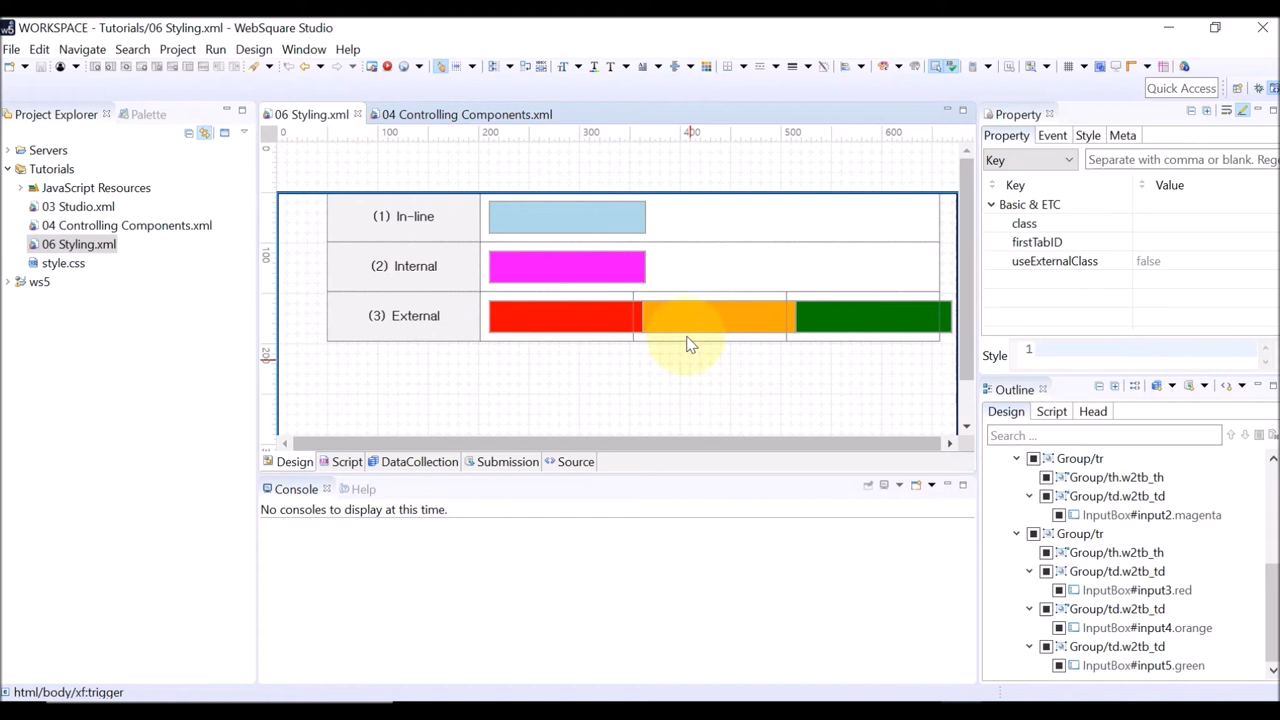 WORKSPACE - Tutorials/06 Styling.xml - WebSquare Studio
File Edit Navigate Search Project Run Design Window Help
Quick Access
Project Explorer Palette
Servers
Tutorials
JavaScript Resources
03 Studio.xml
04 Controlling Components.xml
06 Styling.xml
style.css
ws5
06 Styling.xml 04 Controlling Components.xml
0 100 200 300 400 500 600
0
100
200
(1) In-line
(2) Internal
(3) External
Design Script DataCollection Submission Source
Console Help
No consoles to display at this time.
Property
Property Event Style Meta
Key Separate with comma or blank. Reg
Key Value
Basic & ETC
class
firstTabID
useExternalClass false
Style 1
Outline
Design Script Head
Search ...
Group/tr
Group/th.w2tb_th
Group/td.w2tb_td
InputBox#input2.magenta
Group/tr
Group/th.w2tb_th
Group/td.w2tb_td
InputBox#input3.red
Group/td.w2tb_td
InputBox#input4.orange
Group/td.w2tb_td
InputBox#input5.green
html/body/xf:trigger